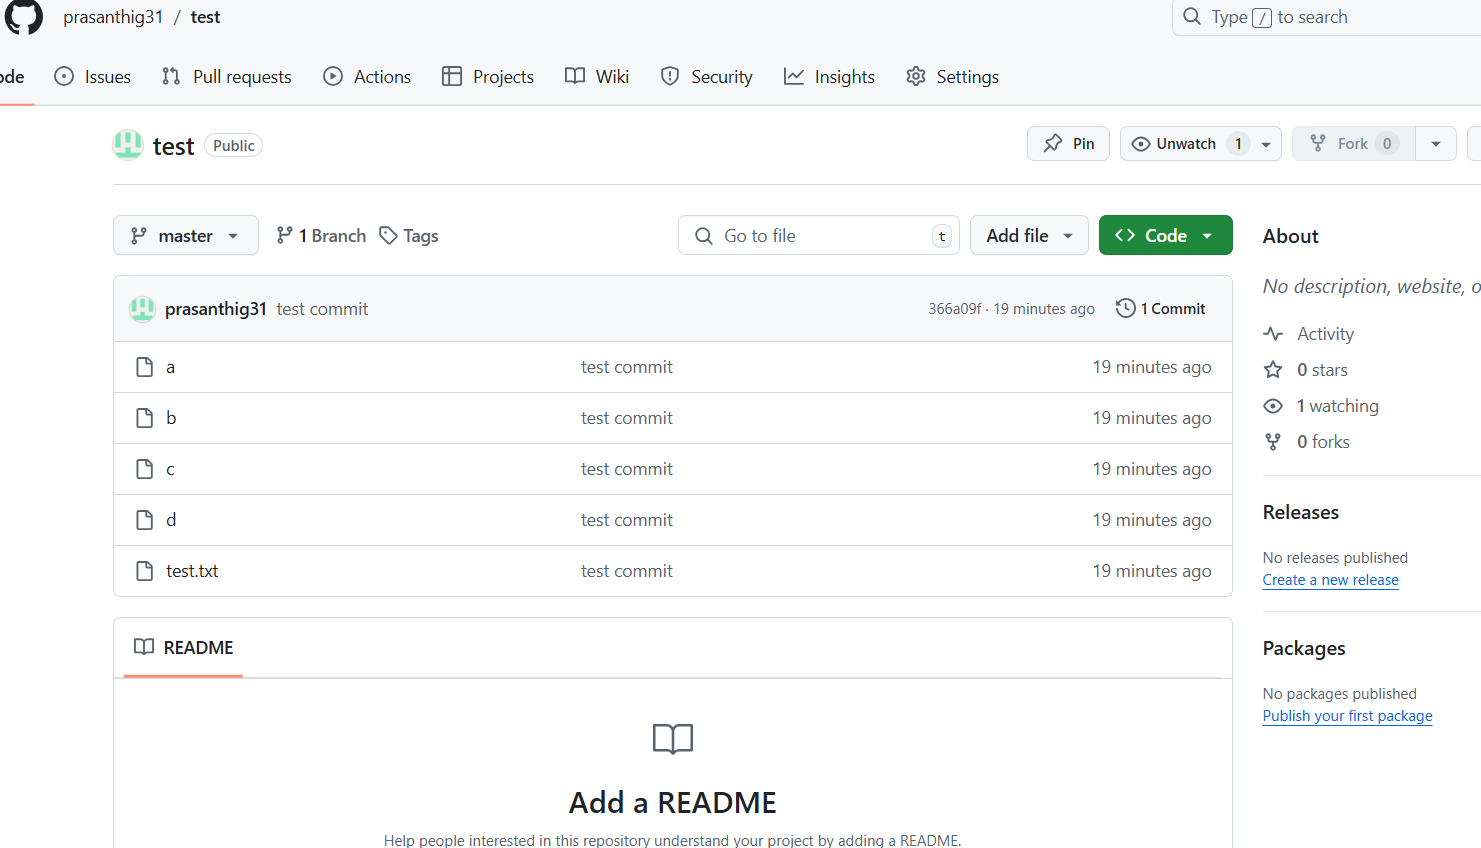 prasanthig31 / test
Type / to search
ode Issues Pull requests Actions Projects Wiki Security Insights Settings
test Public
Pin Unwatch 1 Fork 0
master 1 Branch Tags Go to file t Add file Code
prasanthig31 test commit 366a09f · 19 minutes ago 1 Commit
a test commit 19 minutes ago
b test commit 19 minutes ago
c test commit 19 minutes ago
d test commit 19 minutes ago
test.txt test commit 19 minutes ago
README
Add a README
Help people interested in this repository understand your project by adding a README.
About
No description, website, o
Activity
0 stars
1 watching
0 forks
Releases
No releases published
Create a new release
Packages
No packages published
Publish your first package